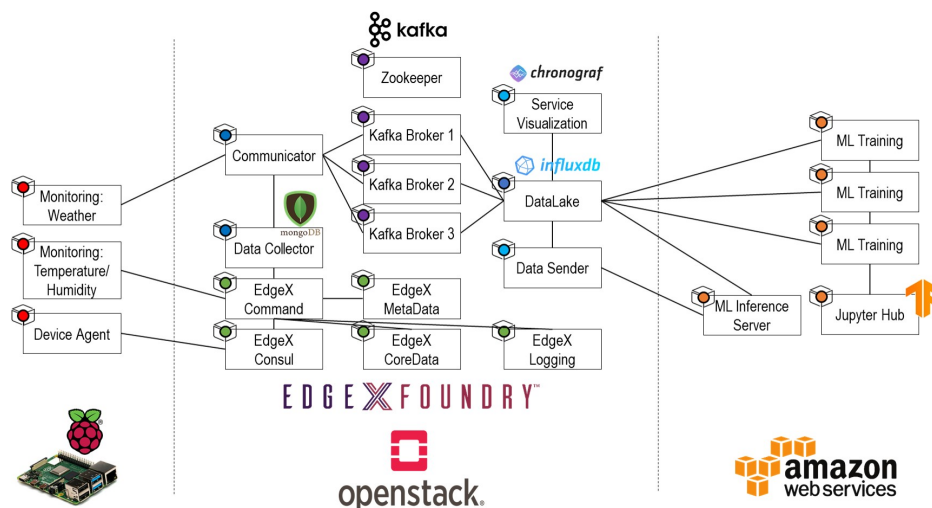 kafka
Zookeeper
chronograf
Service
Visualization
Kafka Broker 1
Communicator
ML Training
influxdb
Kafka Broker 2
ML Training
Monitoring:
Weather
DataLake
mongoDB
Kafka Broker 3
Data Collector
ML Training
Monitoring:
Temperature/
Humidity
Data Sender
EdgeX
Command
EdgeX
MetaData
ML Inference
Server
Jupyter Hub
Device Agent
EdgeX
Consul
EdgeX
CoreData
EdgeX
Logging
EDGE X FOUNDRY™
openstack.
amazon
web services